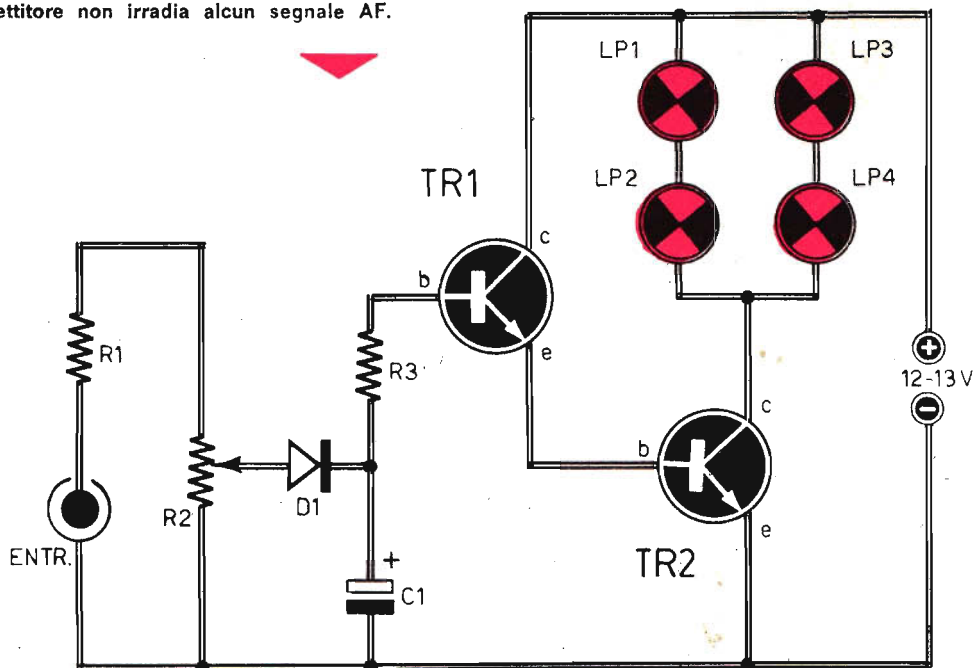 ettitore non irradia alcun segnale AF.
LP1
LP3
LP2
LP4
TR1
c
b
e
R1
R3
+
12-13 V
-
c
b
e
R2
D1
ENTR.
TR2
+
C1